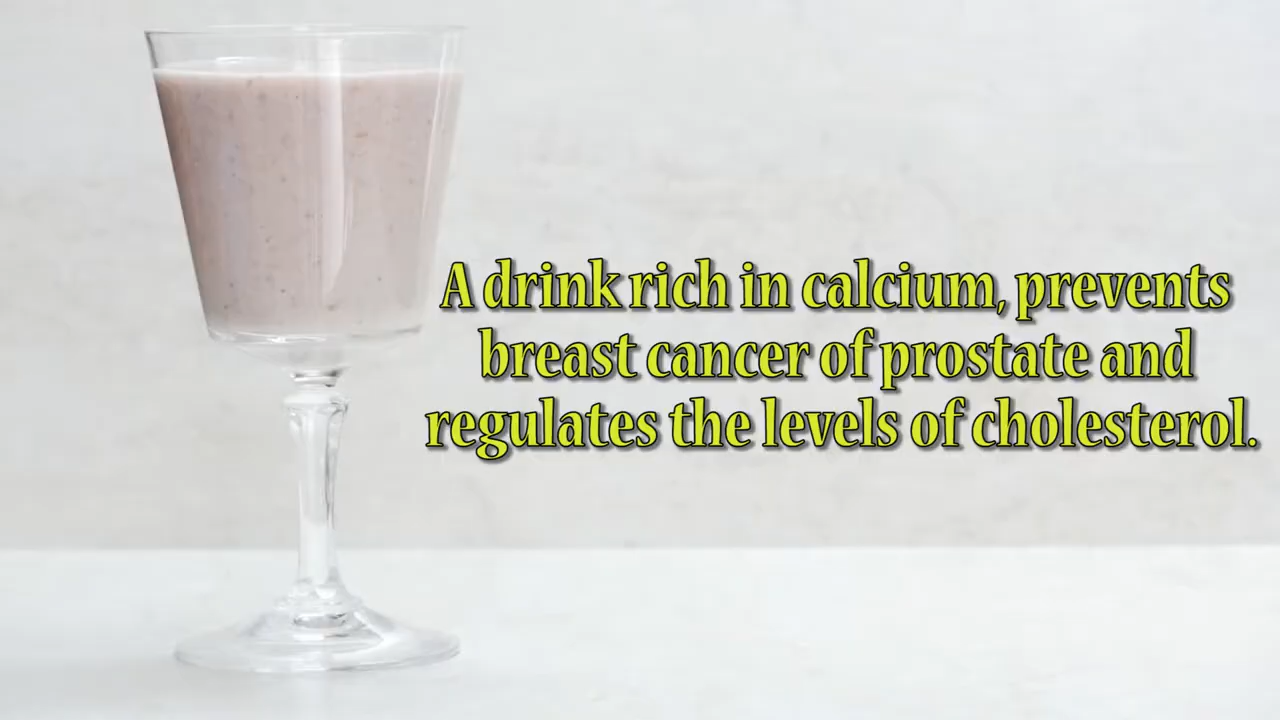 A drink rich in calcium, prevents
breast cancer of prostate and
regulates the levels of cholesterol.